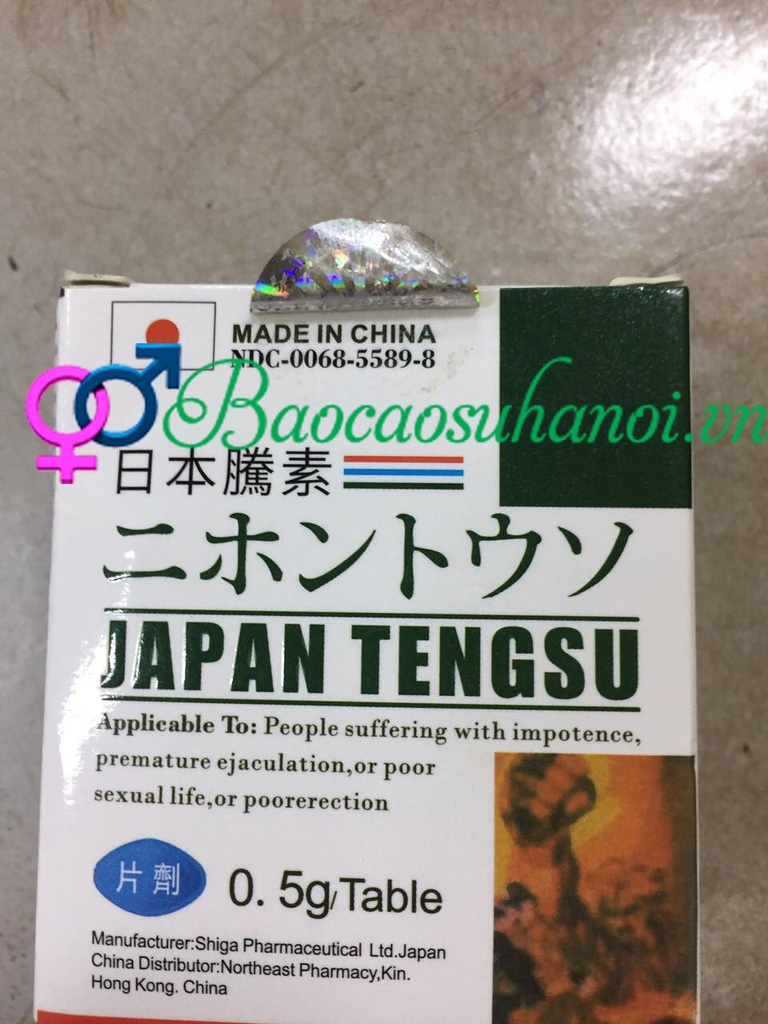 MADE IN CHINA
NDC-0068-5589-8
Baocaosuhanoi.vn
日本騰素
ニホントウソ
JAPAN TENGSU
Applicable To: People suffering with impotence,
premature ejaculation,or poor
sexual life,or poorerection
片劑
0. 5g/Table
Manufacturer:Shiga Pharmaceutical Ltd.Japan
China Distributor:Northeast Pharmacy,Kin.
Hong Kong. China